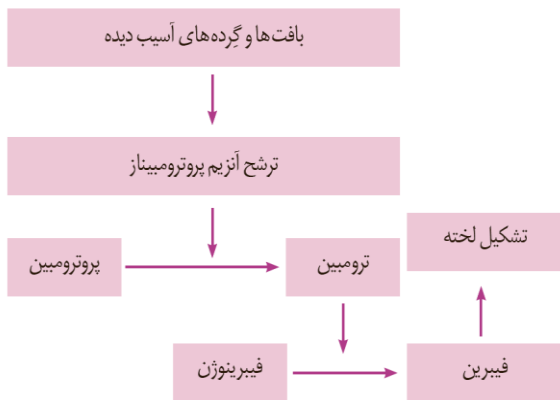 بافت‌ها و گِرده‌های آسیب دیده
ترشح آنزیم پروترومبیناز
تشکیل لخته
پروترومبین
ترومبین
فیبرینوژن
فیبرین